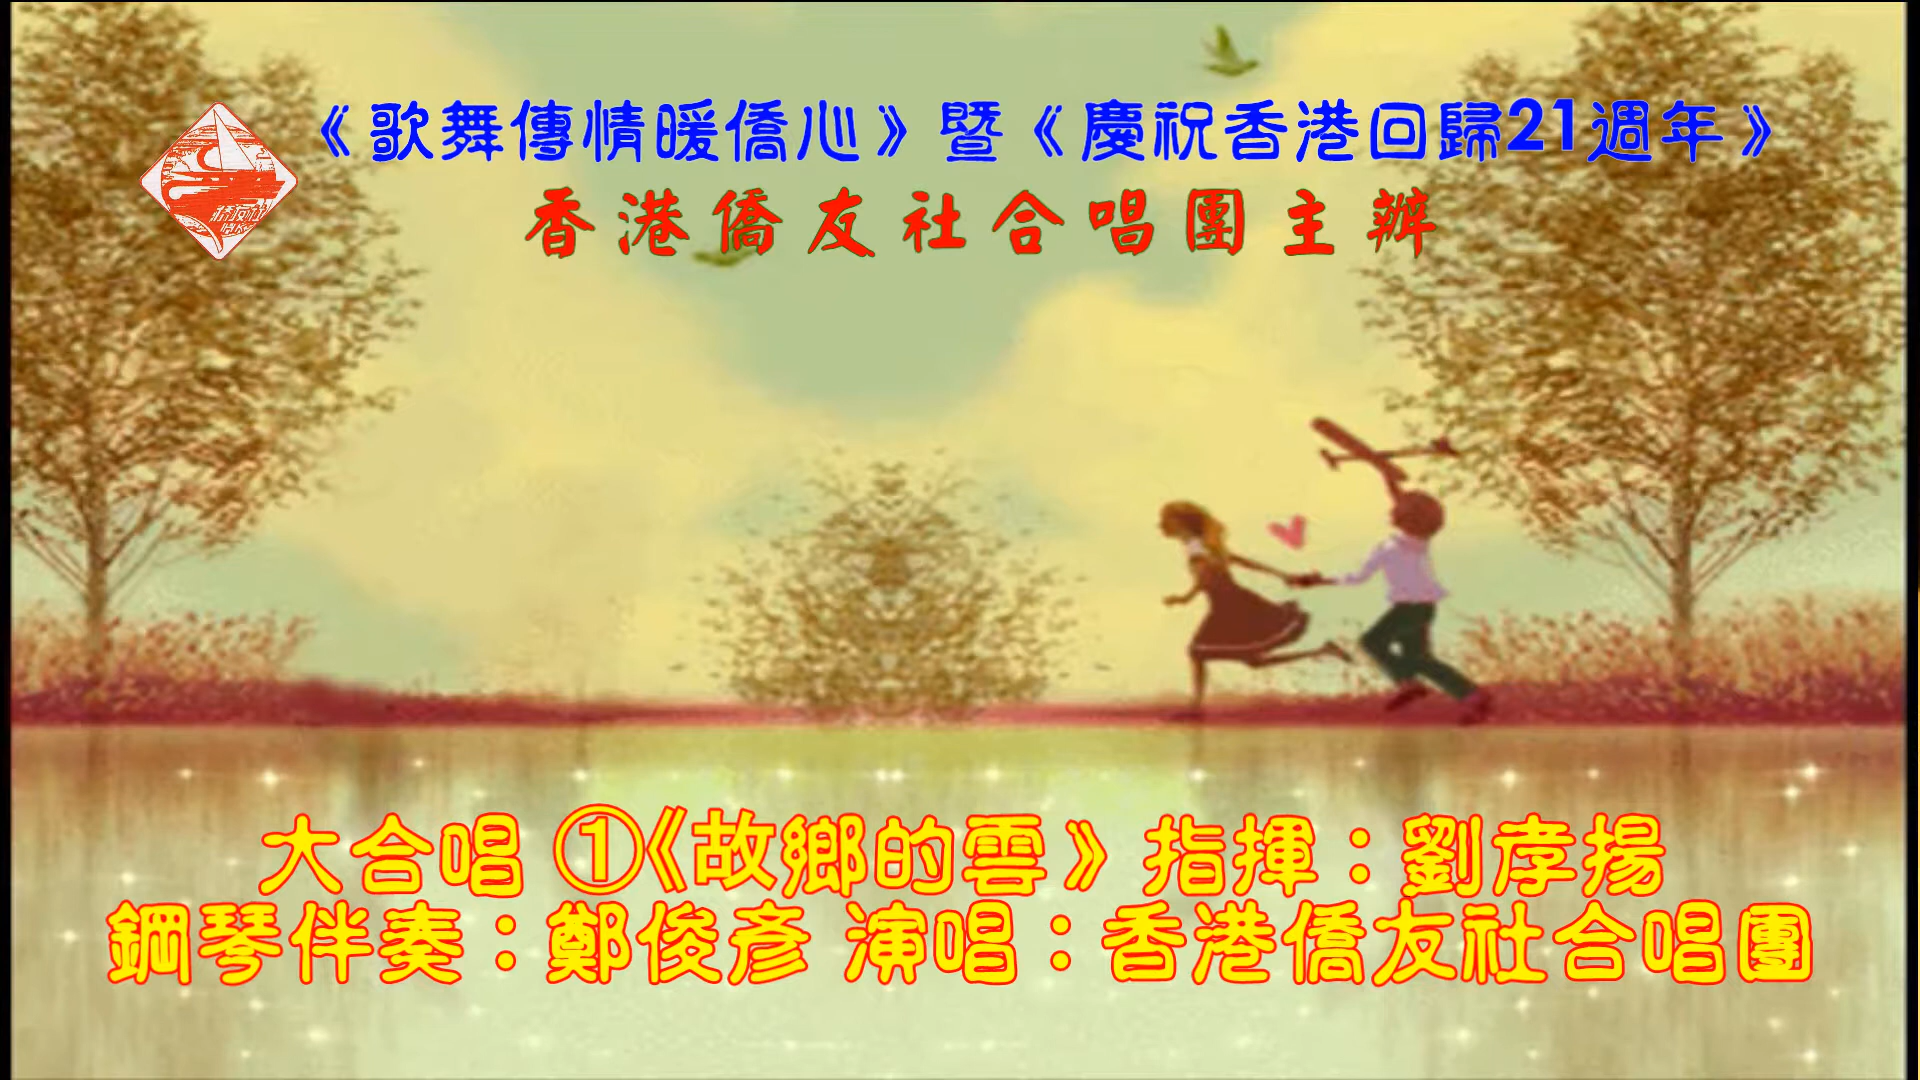 《歌舞傳情暖僑心》暨《慶祝香港回歸21週年》
香港僑友社合唱團主辦
大合唱 ①《故鄉的雲》指揮：劉孝揚
鋼琴伴奏：鄭俊彦 演唱：香港僑友社合唱團